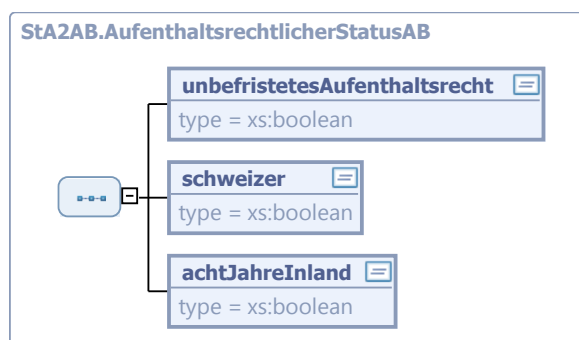 StA2AB.AufenthaltsrechtlicherStatusAB
unbefristetesAufenthaltsrecht
type = xs:boolean
schweizer
type = xs:boolean
achtJahreInland
type = xs:boolean